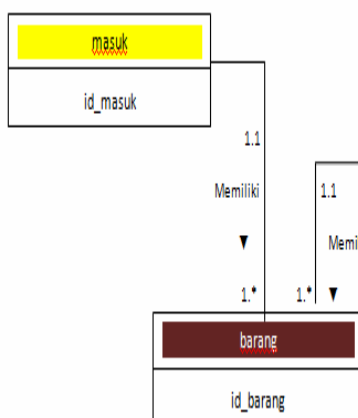 masuk
id_masuk
1.1
Memiliki
1.*
1.1
Memi
1.*
barang
id_barang